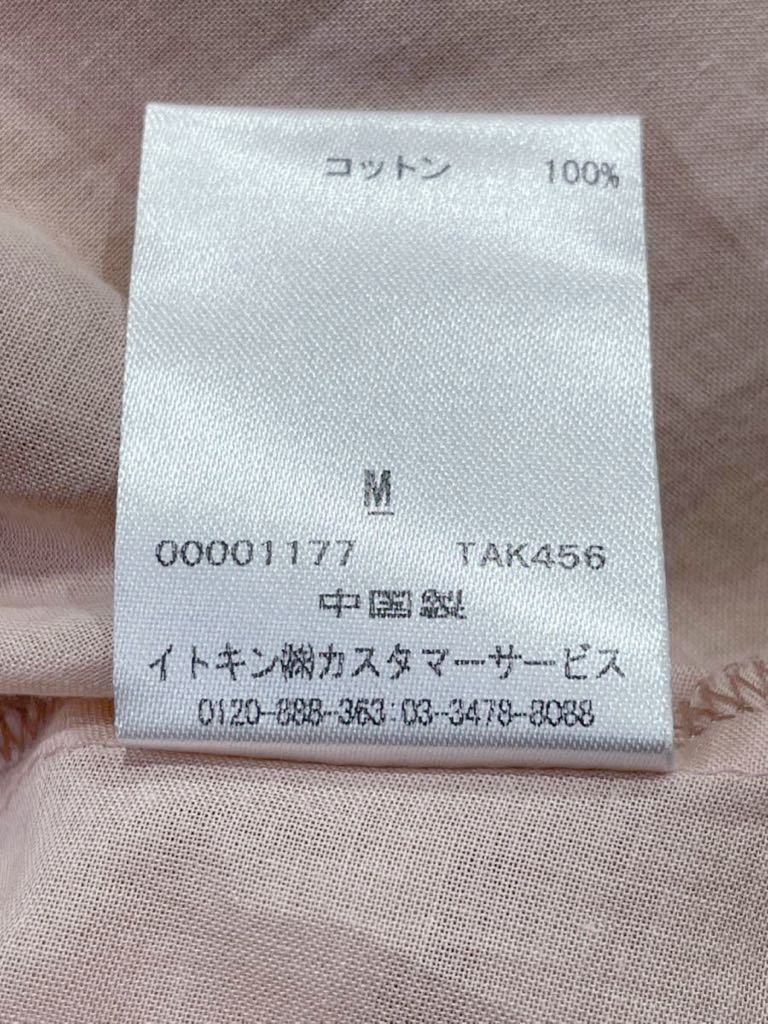 コットン 100%
M
00001177 TAK456
中国製
イトキン㈱カスタマーサービス
0120-888-363:03-3478-8088